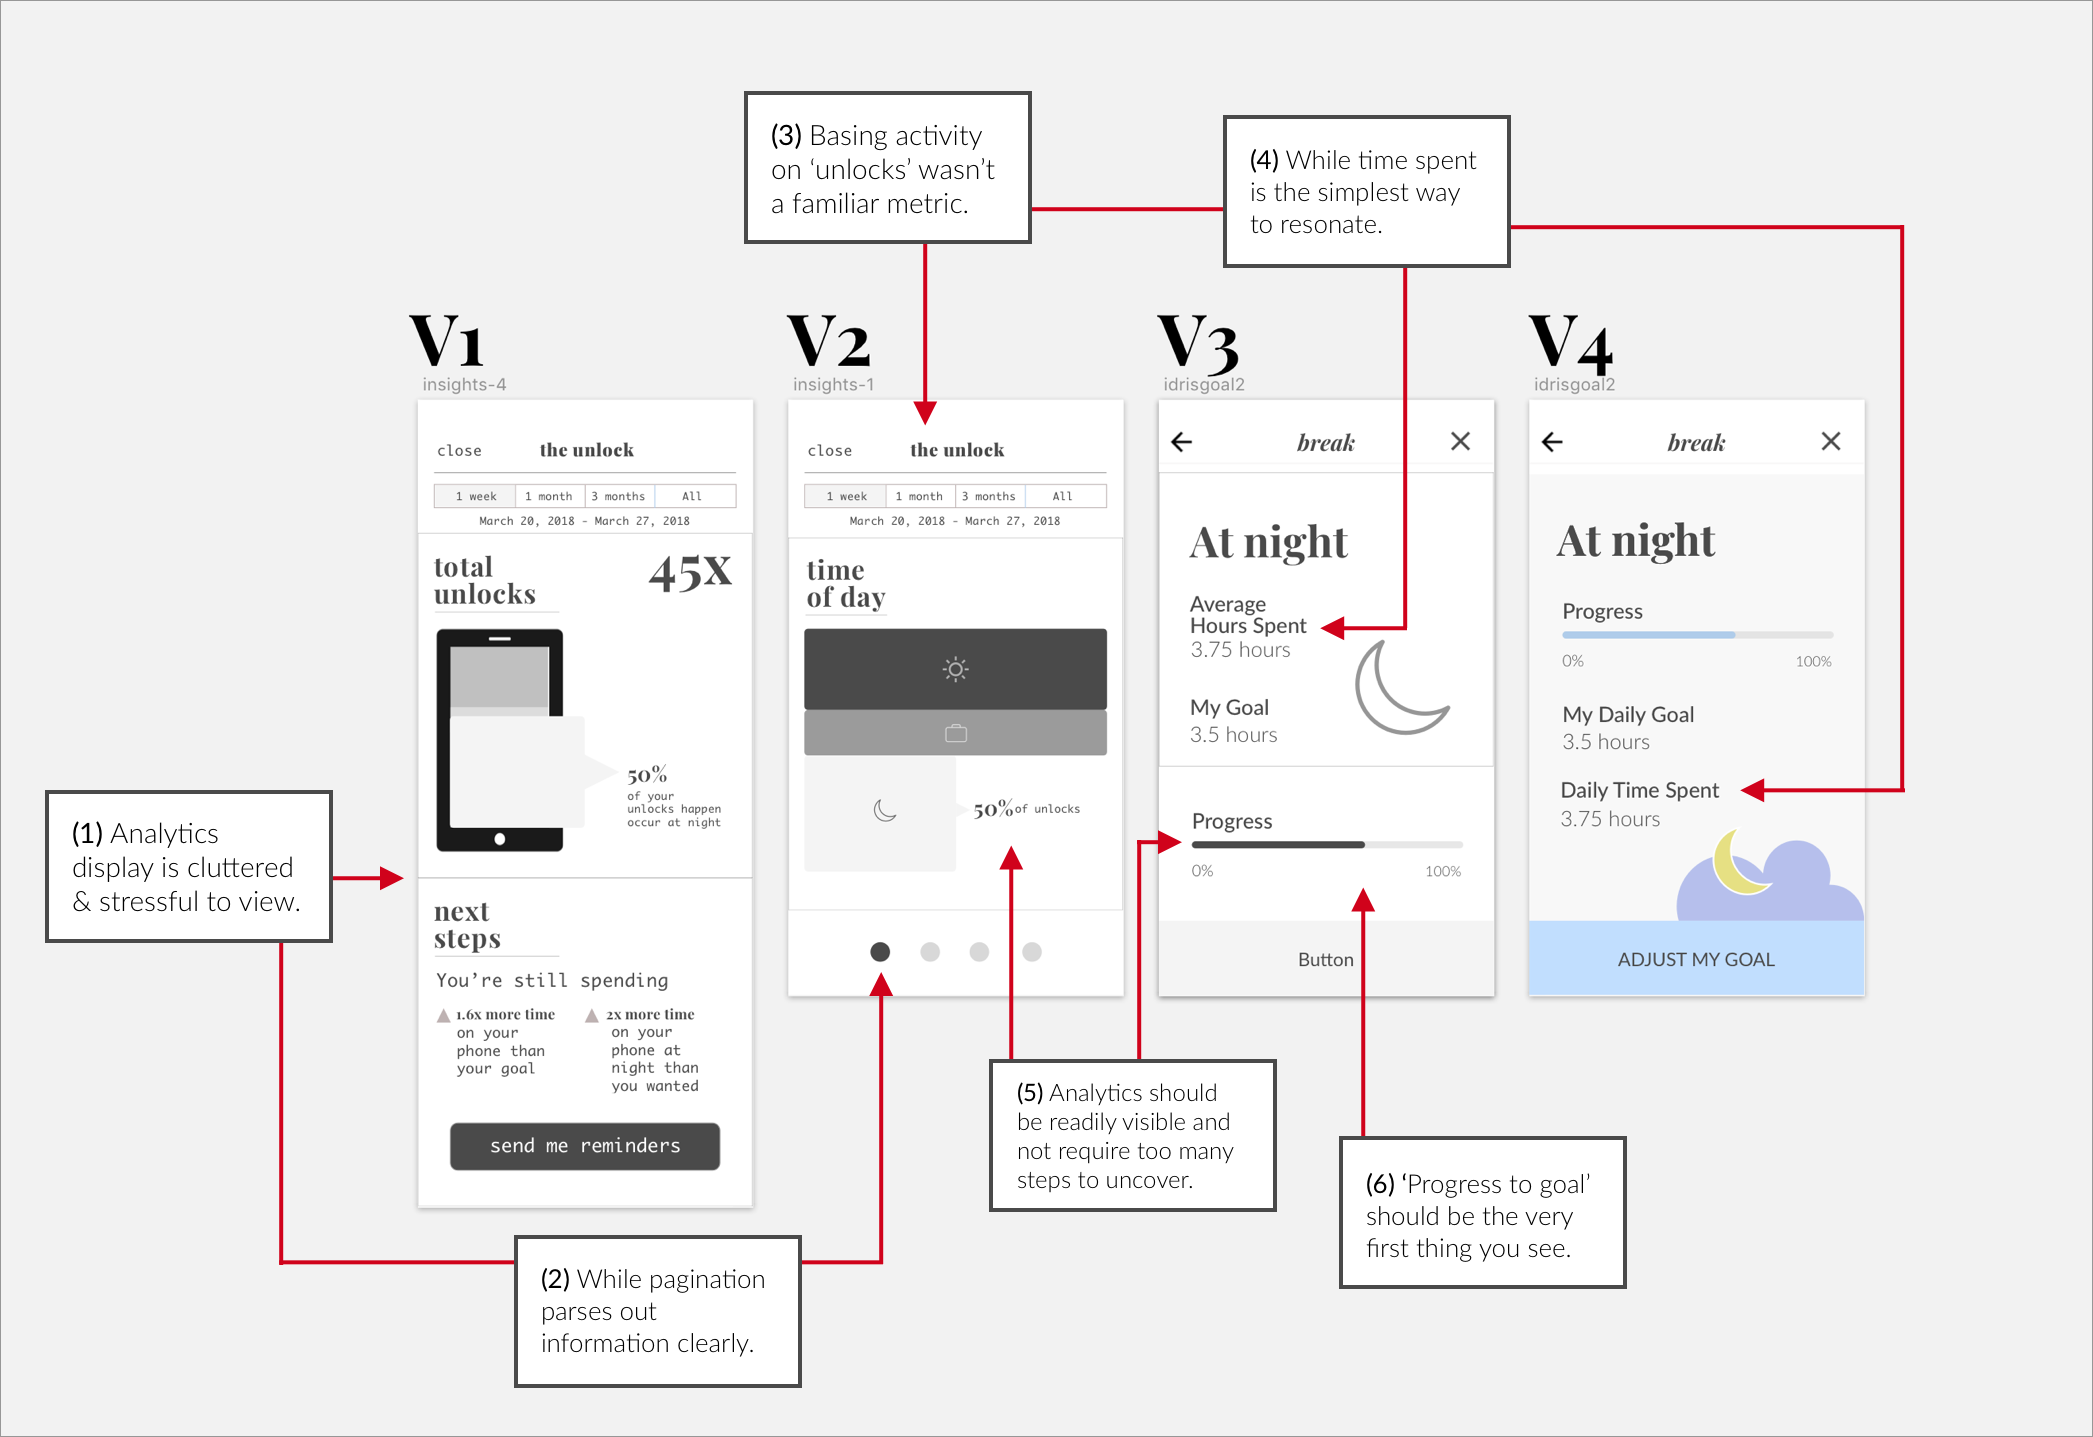 (3) Basing activity
on ‘unlocks’ wasn’t
a familiar metric.
(4) While time spent
is the simplest way
to resonate.
V1
insights-4
close
the unlock
1 week
1 month
3 months
All
March 20, 2018 - March 27, 2018
total
unlocks
45x
50%
of your
unlocks happen
occur at night
next
steps
You’re still spending
1.6x more time
on your
phone than
your goal
2x more time
on your
phone at
night than
you wanted
send me reminders
V2
insights-1
close
the unlock
1 week
1 month
3 months
All
March 20, 2018 - March 27, 2018
time
of day
50% of unlocks
V3
idrisgoal2
break
At night
Average
Hours Spent
3.75 hours
My Goal
3.5 hours
Progress
0%
100%
Button
V4
idrisgoal2
break
At night
Progress
0%
100%
My Daily Goal
3.5 hours
Daily Time Spent
3.75 hours
ADJUST MY GOAL
(1) Analytics
display is cluttered
& stressful to view.
(2) While pagination
parses out
information clearly.
(5) Analytics should
be readily visible and
not require too many
steps to uncover.
(6) ‘Progress to goal’
should be the very
first thing you see.